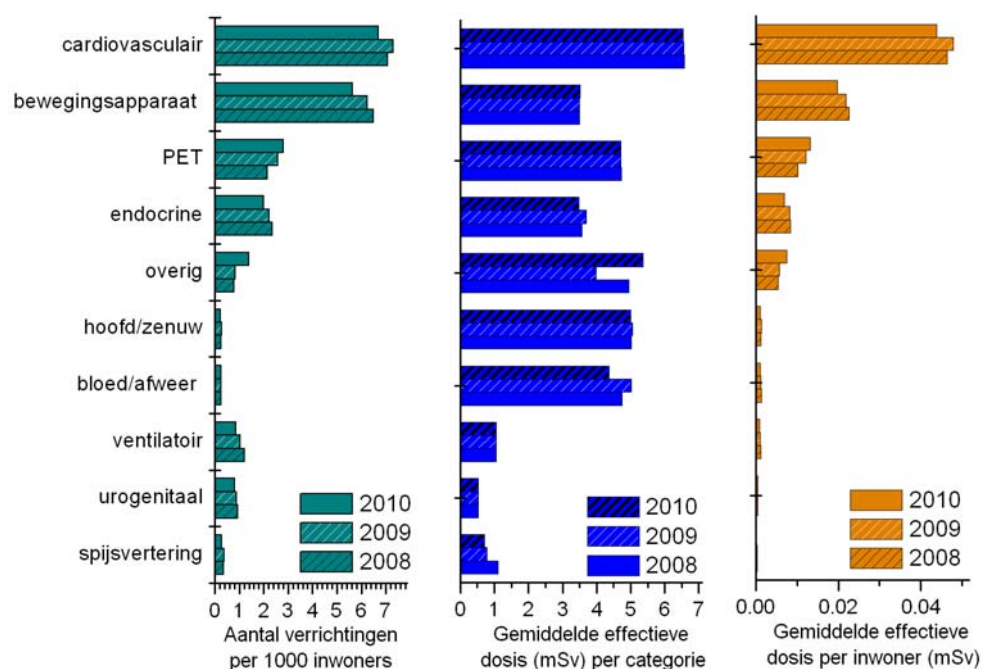 cardiovasculair
bewegingsapparaat
PET
endocrine
overig
hoofd/zenuw
bloed/afweer
ventilatoir
urogenitaal
spijsvertering
2010
2009
2008
0 1 2 3 4 5 6 7
Aantal verrichtingen
per 1000 inwoners
2010
2009
2008
0 1 2 3 4 5 6 7
Gemiddelde effectieve
dosis (mSv) per categorie
2010
2009
2008
0.00 0.02 0.04
Gemiddelde effectieve
dosis per inwoner (mSv)